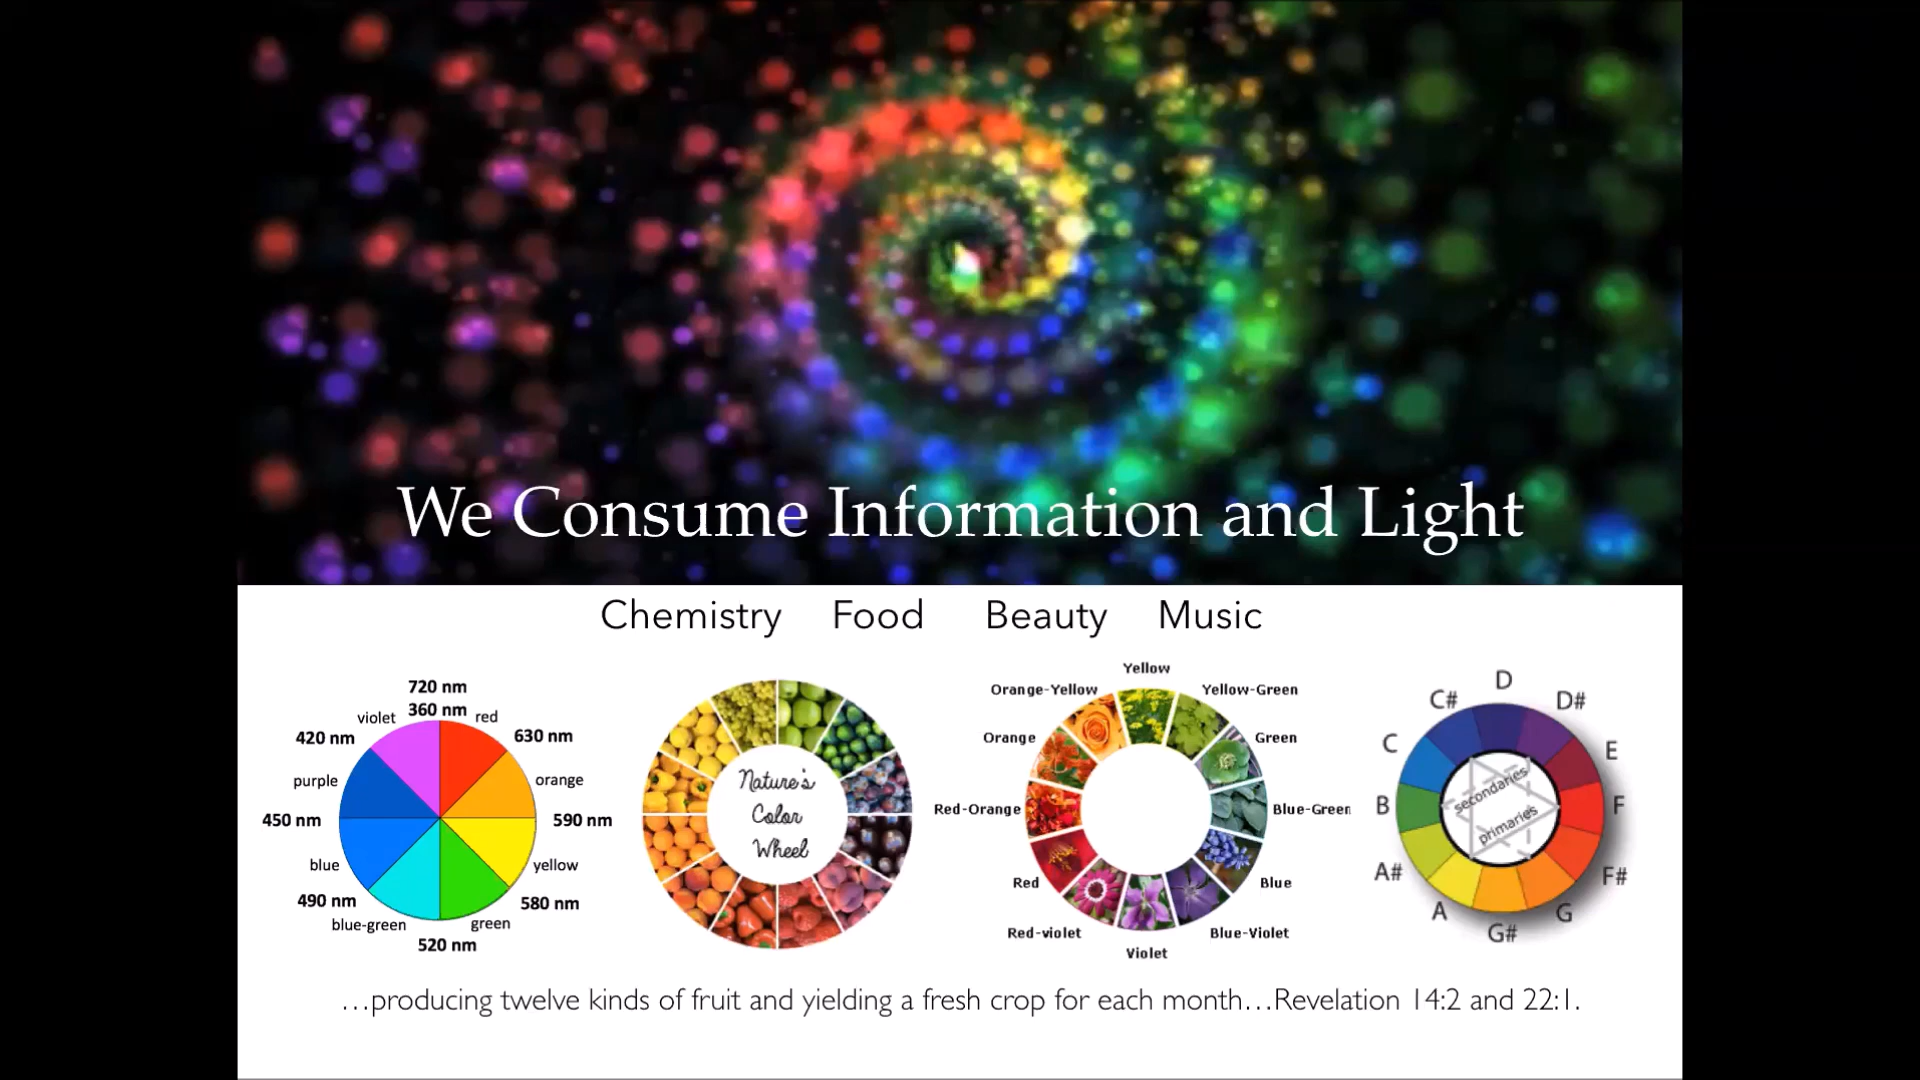 We Consume Information and Light
Chemistry Food Beauty Music
720 nm
360 nm
violet
red
420 nm
630 nm
purple
orange
450 nm
590 nm
blue
yellow
490 nm
580 nm
blue-green
green
520 nm
Nature's
Color
Wheel
Yellow
Orange-Yellow
Yellow-Green
Orange
Green
Red-Orange
Blue-Green
Red
Blue
Red-violet
Blue-Violet
Violet
D
C#
D#
C
E
B
F
A#
F#
A
G
G#
secondaries
primaries
…producing twelve kinds of fruit and yielding a fresh crop for each month…Revelation 14:2 and 22:1.